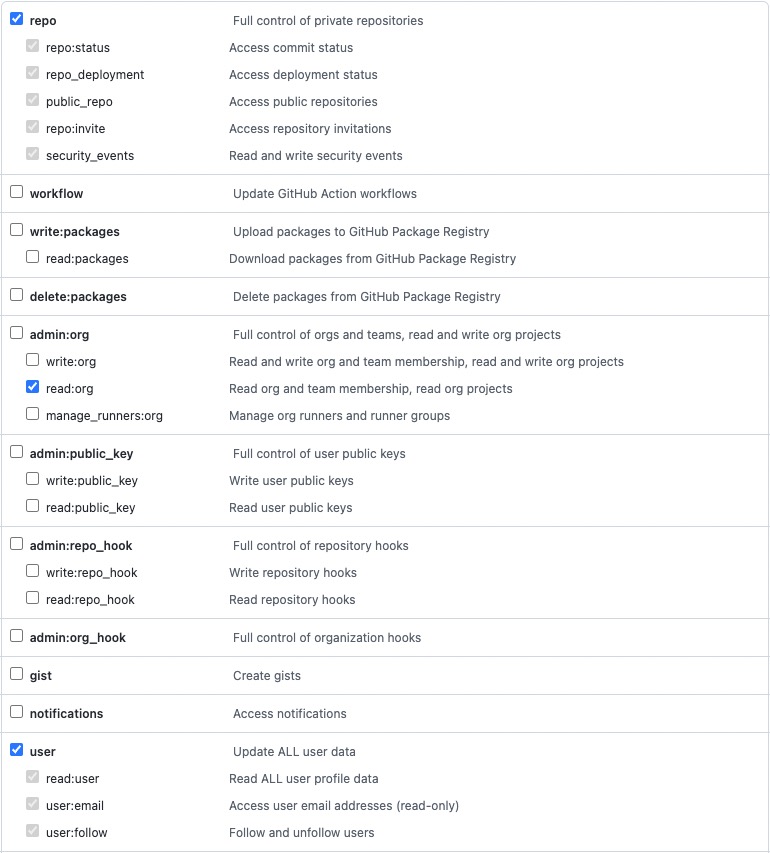 repo Full control of private repositories
repo:status Access commit status
repo_deployment Access deployment status
public_repo Access public repositories
repo:invite Access repository invitations
security_events Read and write security events
workflow Update GitHub Action workflows
write:packages Upload packages to GitHub Package Registry
read:packages Download packages from GitHub Package Registry
delete:packages Delete packages from GitHub Package Registry
admin:org Full control of orgs and teams, read and write org projects
write:org Read and write org and team membership, read and write org projects
read:org Read org and team membership, read org projects
manage_runners:org Manage org runners and runner groups
admin:public_key Full control of user public keys
write:public_key Write user public keys
read:public_key Read user public keys
admin:repo_hook Full control of repository hooks
write:repo_hook Write repository hooks
read:repo_hook Read repository hooks
admin:org_hook Full control of organization hooks
gist Create gists
notifications Access notifications
user Update ALL user data
read:user Read ALL user profile data
user:email Access user email addresses (read-only)
user:follow Follow and unfollow users